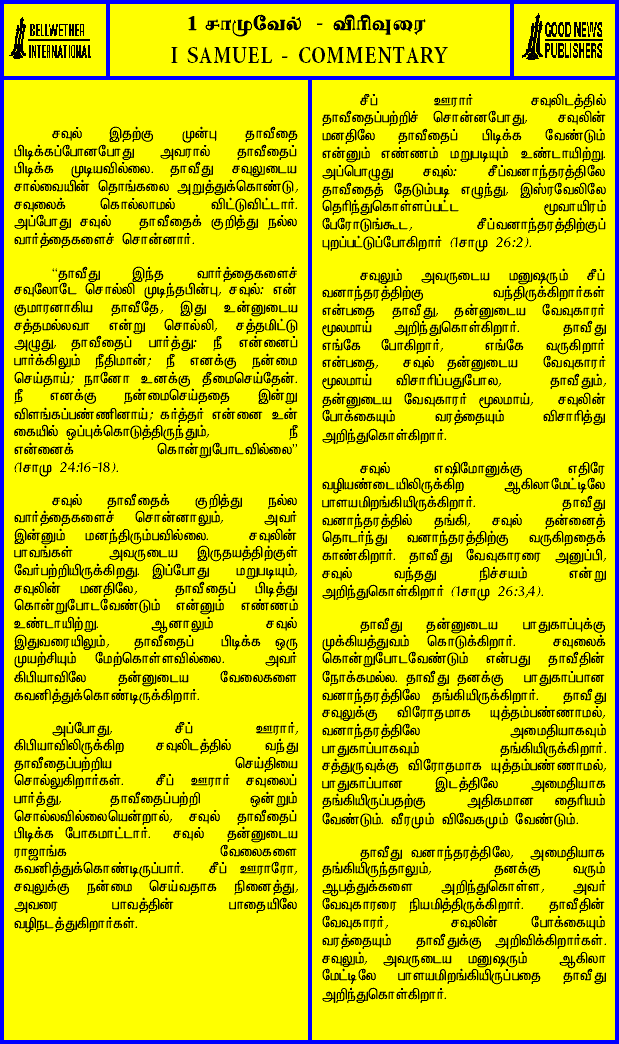 BELLWETHER
INTERNATIONAL
1 சாமுவேல் - விரிவுரை
I SAMUEL - COMMENTARY
GOOD NEWS
PUBLISHERS
சவுல் இதற்கு முன்பு தாவீதை
பிடிக்கப்போனபோது அவரால் தாவீதைப்
பிடிக்க முடியவில்லை. தாவீது சவுலுடைய
சால்வையின் தொங்கலை அறுத்துக்கொண்டு,
சவுலைக் கொல்லாமல் விட்டுவிட்டார்.
அப்போது சவுல் தாவீதைக் குறித்து நல்ல
வார்த்தைகளைச் சொன்னார்.
"தாவீது இந்த வார்த்தைகளைச்
சவுலோடே சொல்லி முடிந்தபின்பு, சவுல்: என்
குமாரனாகிய தாவீதே, இது உன்னுடைய
சத்தமல்லவா என்று சொல்லி, சத்தமிட்டு
அழுது, தாவீதைப் பார்த்து: நீ என்னைப்
பார்க்கிலும் நீதிமான்; நீ எனக்கு நன்மை
செய்தாய்; நானோ உனக்கு தீமைசெய்தேன்.
நீ எனக்கு நன்மைசெய்ததை இன்று
விளங்கப்பண்ணினாய்; கர்த்தர் என்னை உன்
கையில் ஒப்புக்கொடுத்திருந்தும், நீ
என்னைக் கொன்றுபோடவில்லை"
(1சாமு 24:16-18).
சவுல் தாவீதைக் குறித்து நல்ல
வார்த்தைகளைச் சொன்னாலும், அவர்
இன்னும் மனந்திரும்பவில்லை. சவுலின்
பாவங்கள் அவருடைய இருதயத்திற்குள்
வேர்பற்றியிருக்கிறது. இப்போது மறுபடியும்,
சவுலின் மனதிலே, தாவீதைப் பிடித்து
கொன்றுபோடவேண்டும் என்னும் எண்ணம்
உண்டாயிற்று. ஆனாலும் சவுல்
இதுவரையிலும், தாவீதைப் பிடிக்க ஒரு
முயற்சியும் மேற்கொள்ளவில்லை. அவர்
கிபியாவிலே தன்னுடைய வேலைகளை
கவனித்துக்கொண்டிருக்கிறார்.
அப்போது, சீப் ஊரார்,
கிபியாவிலிருக்கிற சவுலிடத்தில் வந்து
தாவீதைப்பற்றிய செய்தியை
சொல்லுகிறார்கள். சீப் ஊரார் சவுலைப்
பார்த்து, தாவீதைப்பற்றி ஒன்றும்
சொல்லவில்லையென்றால், சவுல் தாவீதைப்
பிடிக்க போகமாட்டார். சவுல் தன்னுடைய
ராஜாங்க வேலைகளை
கவனித்துக்கொண்டிருப்பார். சீப் ஊராரோ,
சவுலுக்கு நன்மை செய்வதாக நினைத்து,
அவரை பாவத்தின் பாதையிலே
வழிநடத்துகிறார்கள்.
சீப் ஊரார் சவுலிடத்தில்
தாவீதைப்பற்றிச் சொன்னபோது, சவுலின்
மனதிலே தாவீதைப் பிடிக்க வேண்டும்
என்னும் எண்ணம் மறுபடியும் உண்டாயிற்று.
அப்பொழுது சவுல்: சீப்வனாந்தரத்திலே
தாவீதைத் தேடும்படி எழுந்து, இஸ்ரவேலிலே
தெரிந்துகொள்ளப்பட்ட மூவாயிரம்
பேரோடுங்கூட, சீப்வனாந்தரத்திற்குப்
புறப்பட்டுப்போகிறார் (1சாமு 26:2).
சவுலும் அவருடைய மனுஷரும் சீப்
வனாந்தரத்திற்கு வந்திருக்கிறார்கள்
என்பதை தாவீது, தன்னுடைய வேவுகாரர்
மூலமாய் அறிந்துகொள்கிறார். தாவீது
எங்கே போகிறார், எங்கே வருகிறார்
என்பதை, சவுல் தன்னுடைய வேவுகாரர்
மூலமாய் விசாரிப்பதுபோல, தாவீதும்,
தன்னுடைய வேவுகாரர் மூலமாய், சவுலின்
போக்கையும் வரத்தையும் விசாரித்து
அறிந்துகொள்கிறார்.
சவுல் எஷிமோனுக்கு எதிரே
வழியண்டையிலிருக்கிற ஆகிலாமேட்டிலே
பாளயமிறங்கியிருக்கிறார். தாவீது
வனாந்தரத்தில் தங்கி, சவுல் தன்னைத்
தொடர்ந்து வனாந்தரத்திற்கு வருகிறதைக்
காண்கிறார். தாவீது வேவுகாரரை அனுப்பி,
சவுல் வந்தது நிச்சயம் என்று
அறிந்துகொள்கிறார் (1சாமு 26:3,4).
தாவீது தன்னுடைய பாதுகாப்புக்கு
முக்கியத்துவம் கொடுக்கிறார். சவுலைக்
கொன்றுபோடவேண்டும் என்பது தாவீதின்
நோக்கமல்ல. தாவீது தனக்கு பாதுகாப்பான
வனாந்தரத்திலே தங்கியிருக்கிறார். தாவீது
சவுலுக்கு விரோதமாக யுத்தம்பண்ணாமல்,
வனாந்தரத்திலே அமைதியாகவும்
பாதுகாப்பாகவும் தங்கியிருக்கிறார்.
சத்துருவுக்கு விரோதமாக யுத்தம்பண்ணாமல்,
பாதுகாப்பான இடத்திலே அமைதியாக
தங்கியிருப்பதற்கு அதிகமான தைரியம்
வேண்டும். வீரமும் விவேகமும் வேண்டும்.
தாவீது வனாந்தரத்திலே, அமைதியாக
தங்கியிருந்தாலும், தனக்கு வரும்
ஆபத்துக்களை அறிந்துகொள்ள, அவர்
வேவுகாரரை நியமித்திருக்கிறார். தாவீதின்
வேவுகாரர், சவுலின் போக்கையும்
வரத்தையும் தாவீதுக்கு அறிவிக்கிறார்கள்.
சவுலும், அவருடைய மனுஷரும் ஆகிலா
மேட்டிலே பாளயமிறங்கியிருப்பதை தாவீது
அறிந்துகொள்கிறார்.